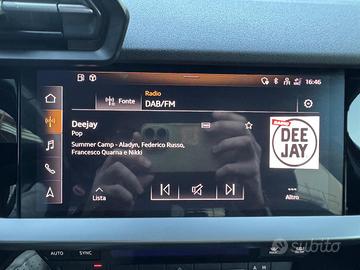 16:46
Fonte
Radio
DAB/FM
Deejay
Pop
Summer Camp - Aladyn, Federico Russo,
Francesco Quarna e Nikki
RADIO
DEE
JAY
Lista
Altro
AUTO
SYNC
subito